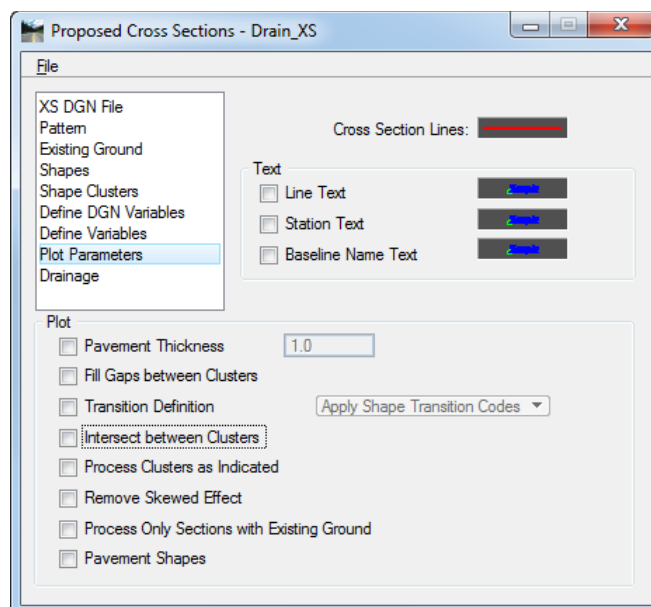 Proposed Cross Sections - Drain_XS
File
XS DGN File
Pattern
Existing Ground
Shapes
Shape Clusters
Define DGN Variables
Define Variables
Plot Parameters
Drainage
Cross Section Lines:
Text
Line Text
Station Text
Baseline Name Text
Plot
Pavement Thickness 1.0
Fill Gaps between Clusters
Transition Definition Apply Shape Transition Codes
Intersect between Clusters
Process Clusters as Indicated
Remove Skewed Effect
Process Only Sections with Existing Ground
Pavement Shapes